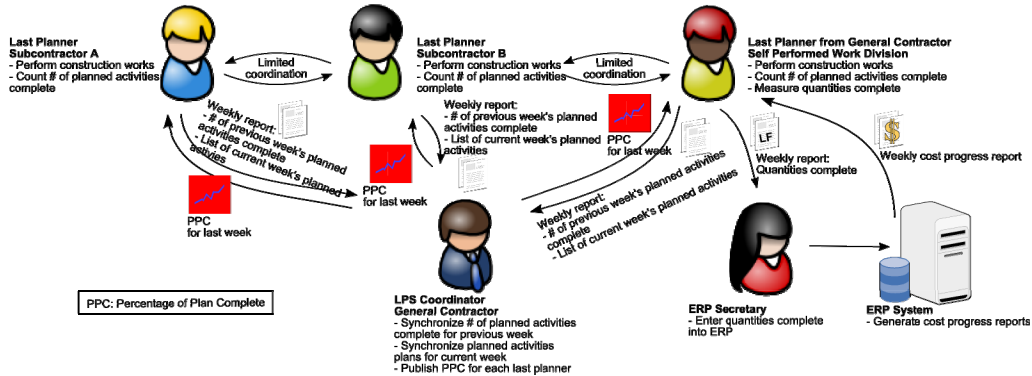 Last Planner
Subcontractor A
- Perform construction works
- Count # of planned activities
complete
Limited
coordination
Last Planner
Subcontractor B
- Perform construction works
- Count # of planned activities
complete
Limited
coordination
Last Planner from General Contractor
Self Performed Work Division
- Perform construction works
- Count # of planned activities complete
- Measure quantities complete
Weekly report:
- # of previous week's planned
activities complete
- List of current week's planned
activies
PPC
for last week
Weekly report:
- # of previous week's planned
activities complete
- List of current week's planned
activities
PPC
for last week
PPC
for last week
Weekly report:
- # of previous week's planned activities
complete
- List of current week's planned activities
LF
Weekly report:
Quantities complete
$
Weekly cost progress report
PPC: Percentage of Plan Complete
LPS Coordinator
General Contractor
- Synchronize # of planned activities
complete for previous week
- Synchronize planned activities
plans for current week
- Publish PPC for each last planner
ERP Secretary
- Enter quantities complete
into ERP
ERP System
- Generate cost progress reports